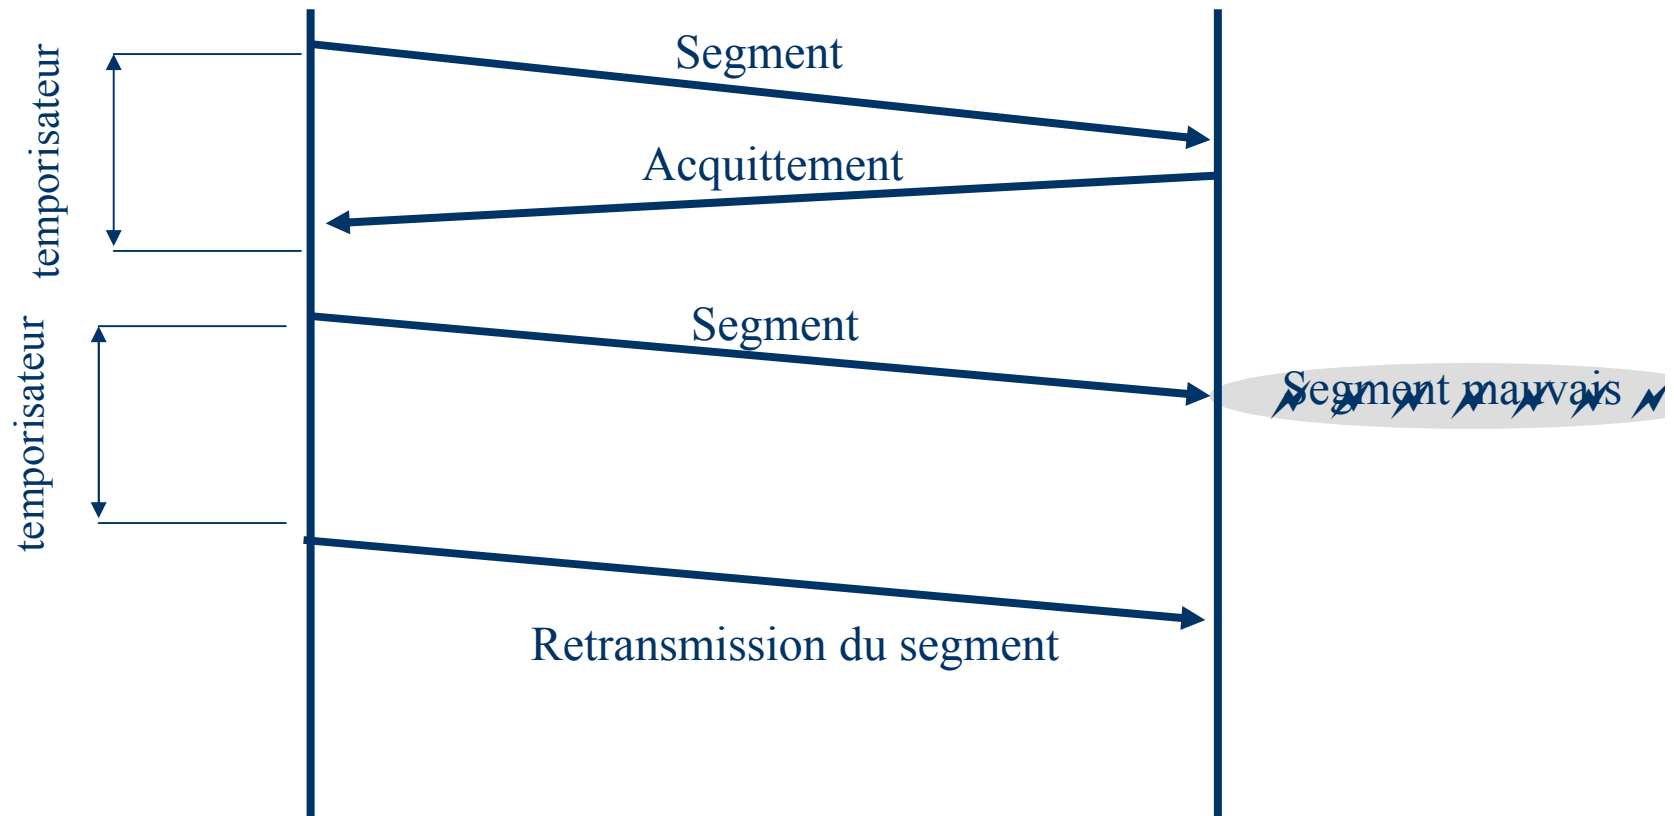 temporisateur
Segment
Acquittement
temporisateur
Segment
Segment mauvais
Retransmission du segment